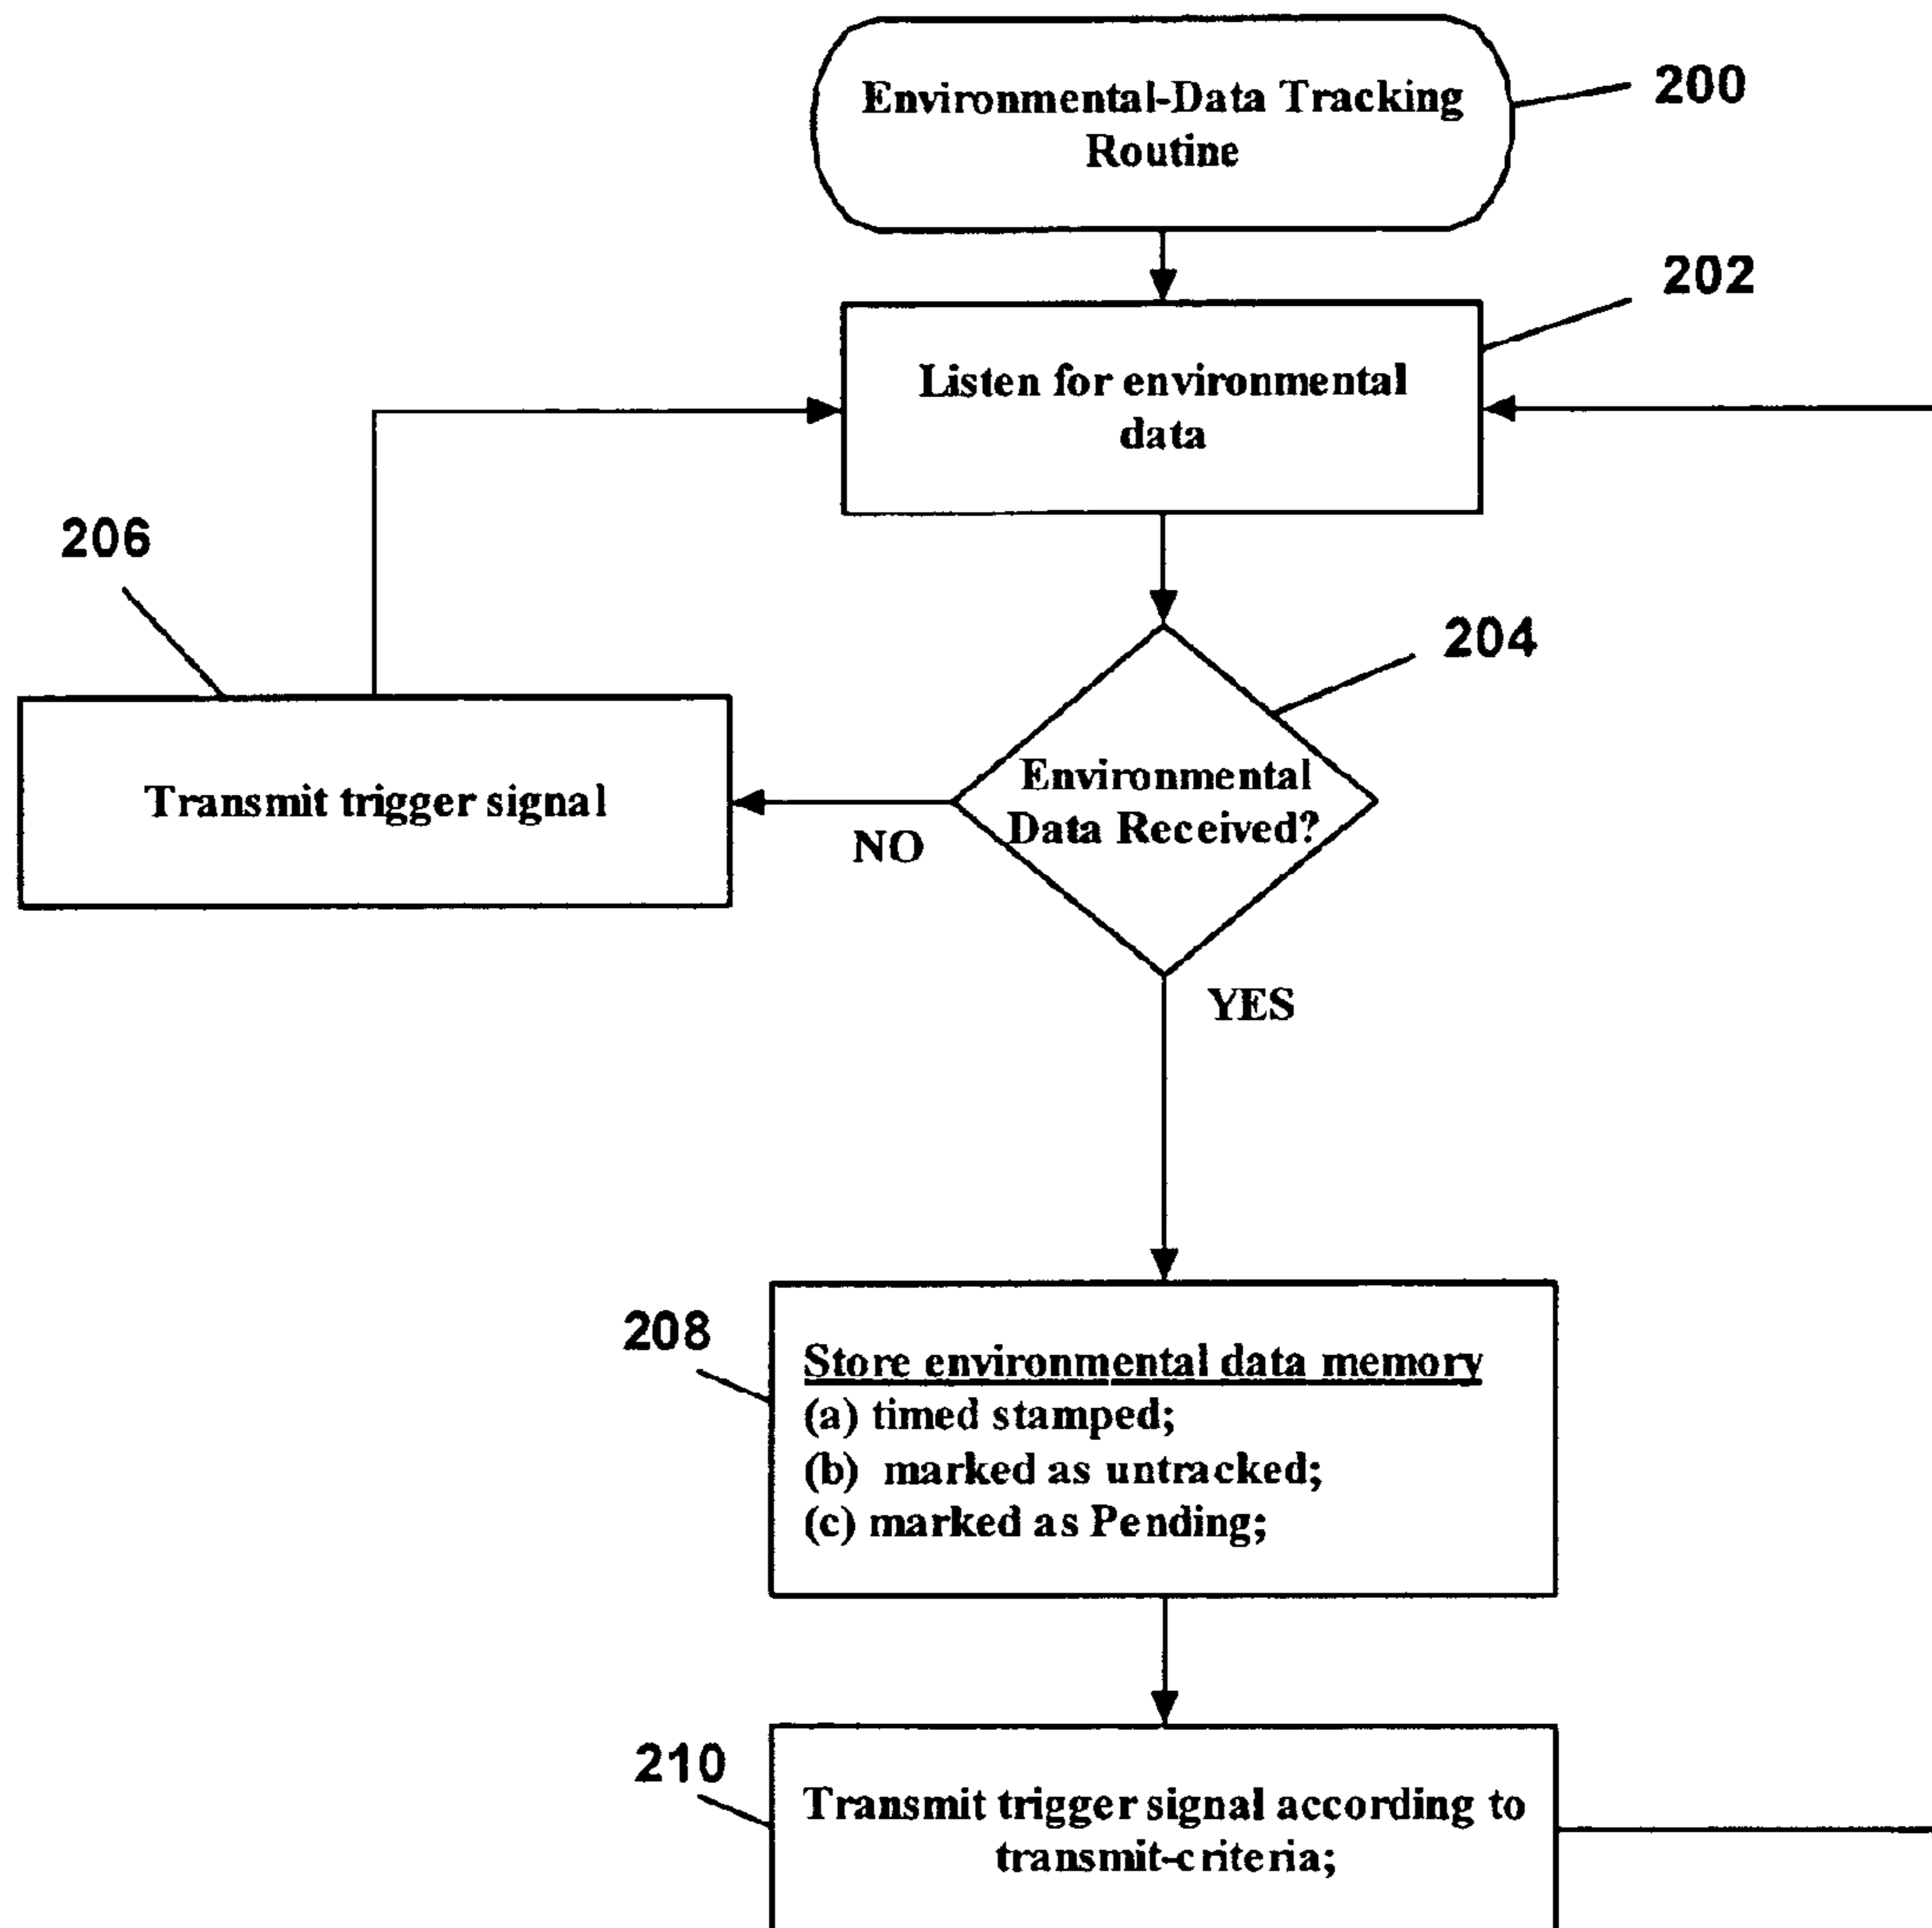 Environmental-Data Tracking
Routine
200
202
Listen for environmental
data
206
204
Transmit trigger signal
Environmental
Data Received?
NO
YES
208
Store environmental data memory
(a) timed stamped;
(b) marked as untracked;
(c) marked as Pending;
210
Transmit trigger signal according to
transmit-criteria;